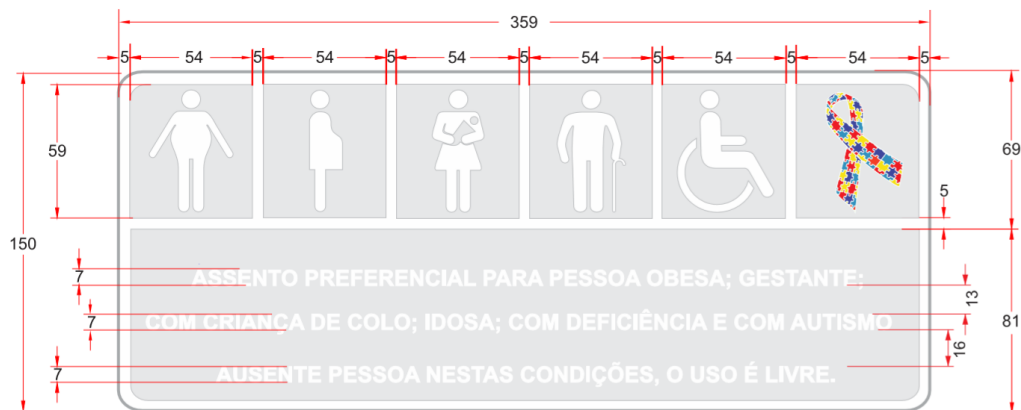 359
5 54 5 54 5 54 5 54 5 54 5 54 5
59
69
5
150
ASSENTO PREFERENCIAL PARA PESSOA OBESA; GESTANTE;
7
13
COM CRIANÇA DE COLO; IDOSA; COM DEFICIÊNCIA E COM AUTISMO
7
81
16
AUSENTE PESSOA NESTAS CONDIÇÕES, O USO É LIVRE.
7